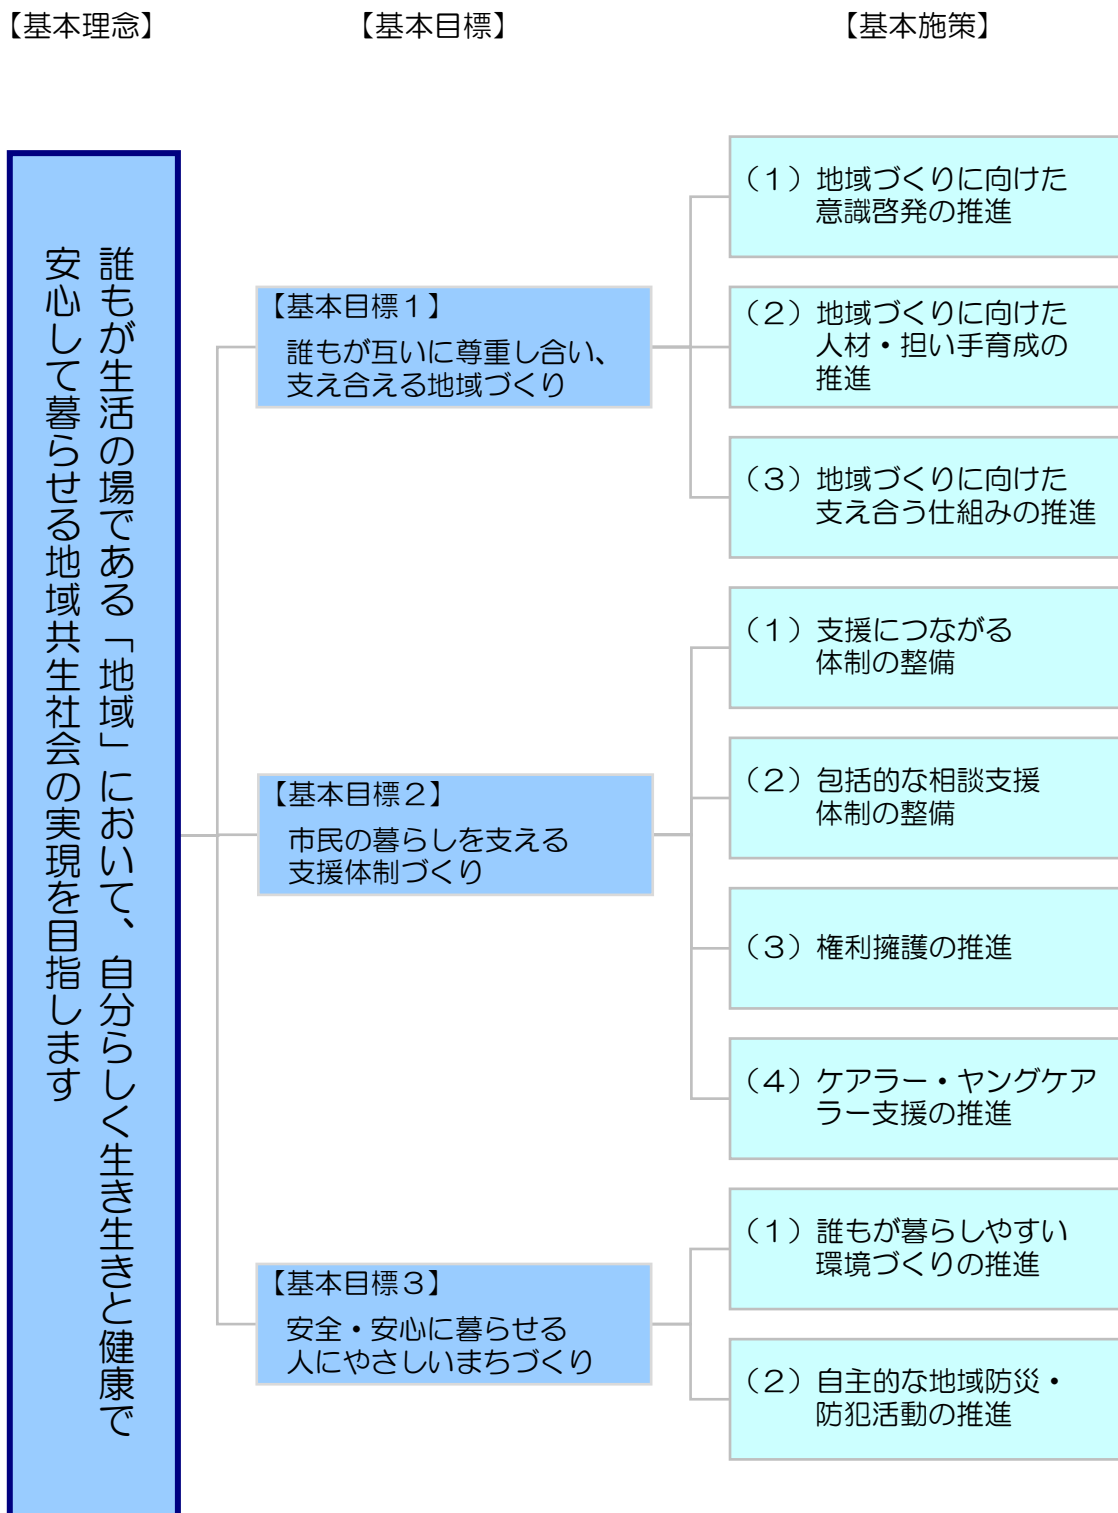 【基本理念】
【基本目標】
【基本施策】
誰もが生活の場である「地域」において、自分らしく生き生きと健康で
安心して暮らせる地域共生社会の実現を目指します
【基本目標１】
誰もが互いに尊重し合い、
支え合える地域づくり
（１）地域づくりに向けた
意識啓発の推進
（２）地域づくりに向けた
人材・担い手育成の
推進
（３）地域づくりに向けた
支え合う仕組みの推進
【基本目標２】
市民の暮らしを支える
支援体制づくり
（１）支援につながる
体制の整備
（２）包括的な相談支援
体制の整備
（３）権利擁護の推進
（４）ケアラー・ヤングケア
ラー支援の推進
【基本目標３】
安全・安心に暮らせる
人にやさしいまちづくり
（１）誰もが暮らしやすい
環境づくりの推進
（２）自主的な地域防災・
防犯活動の推進